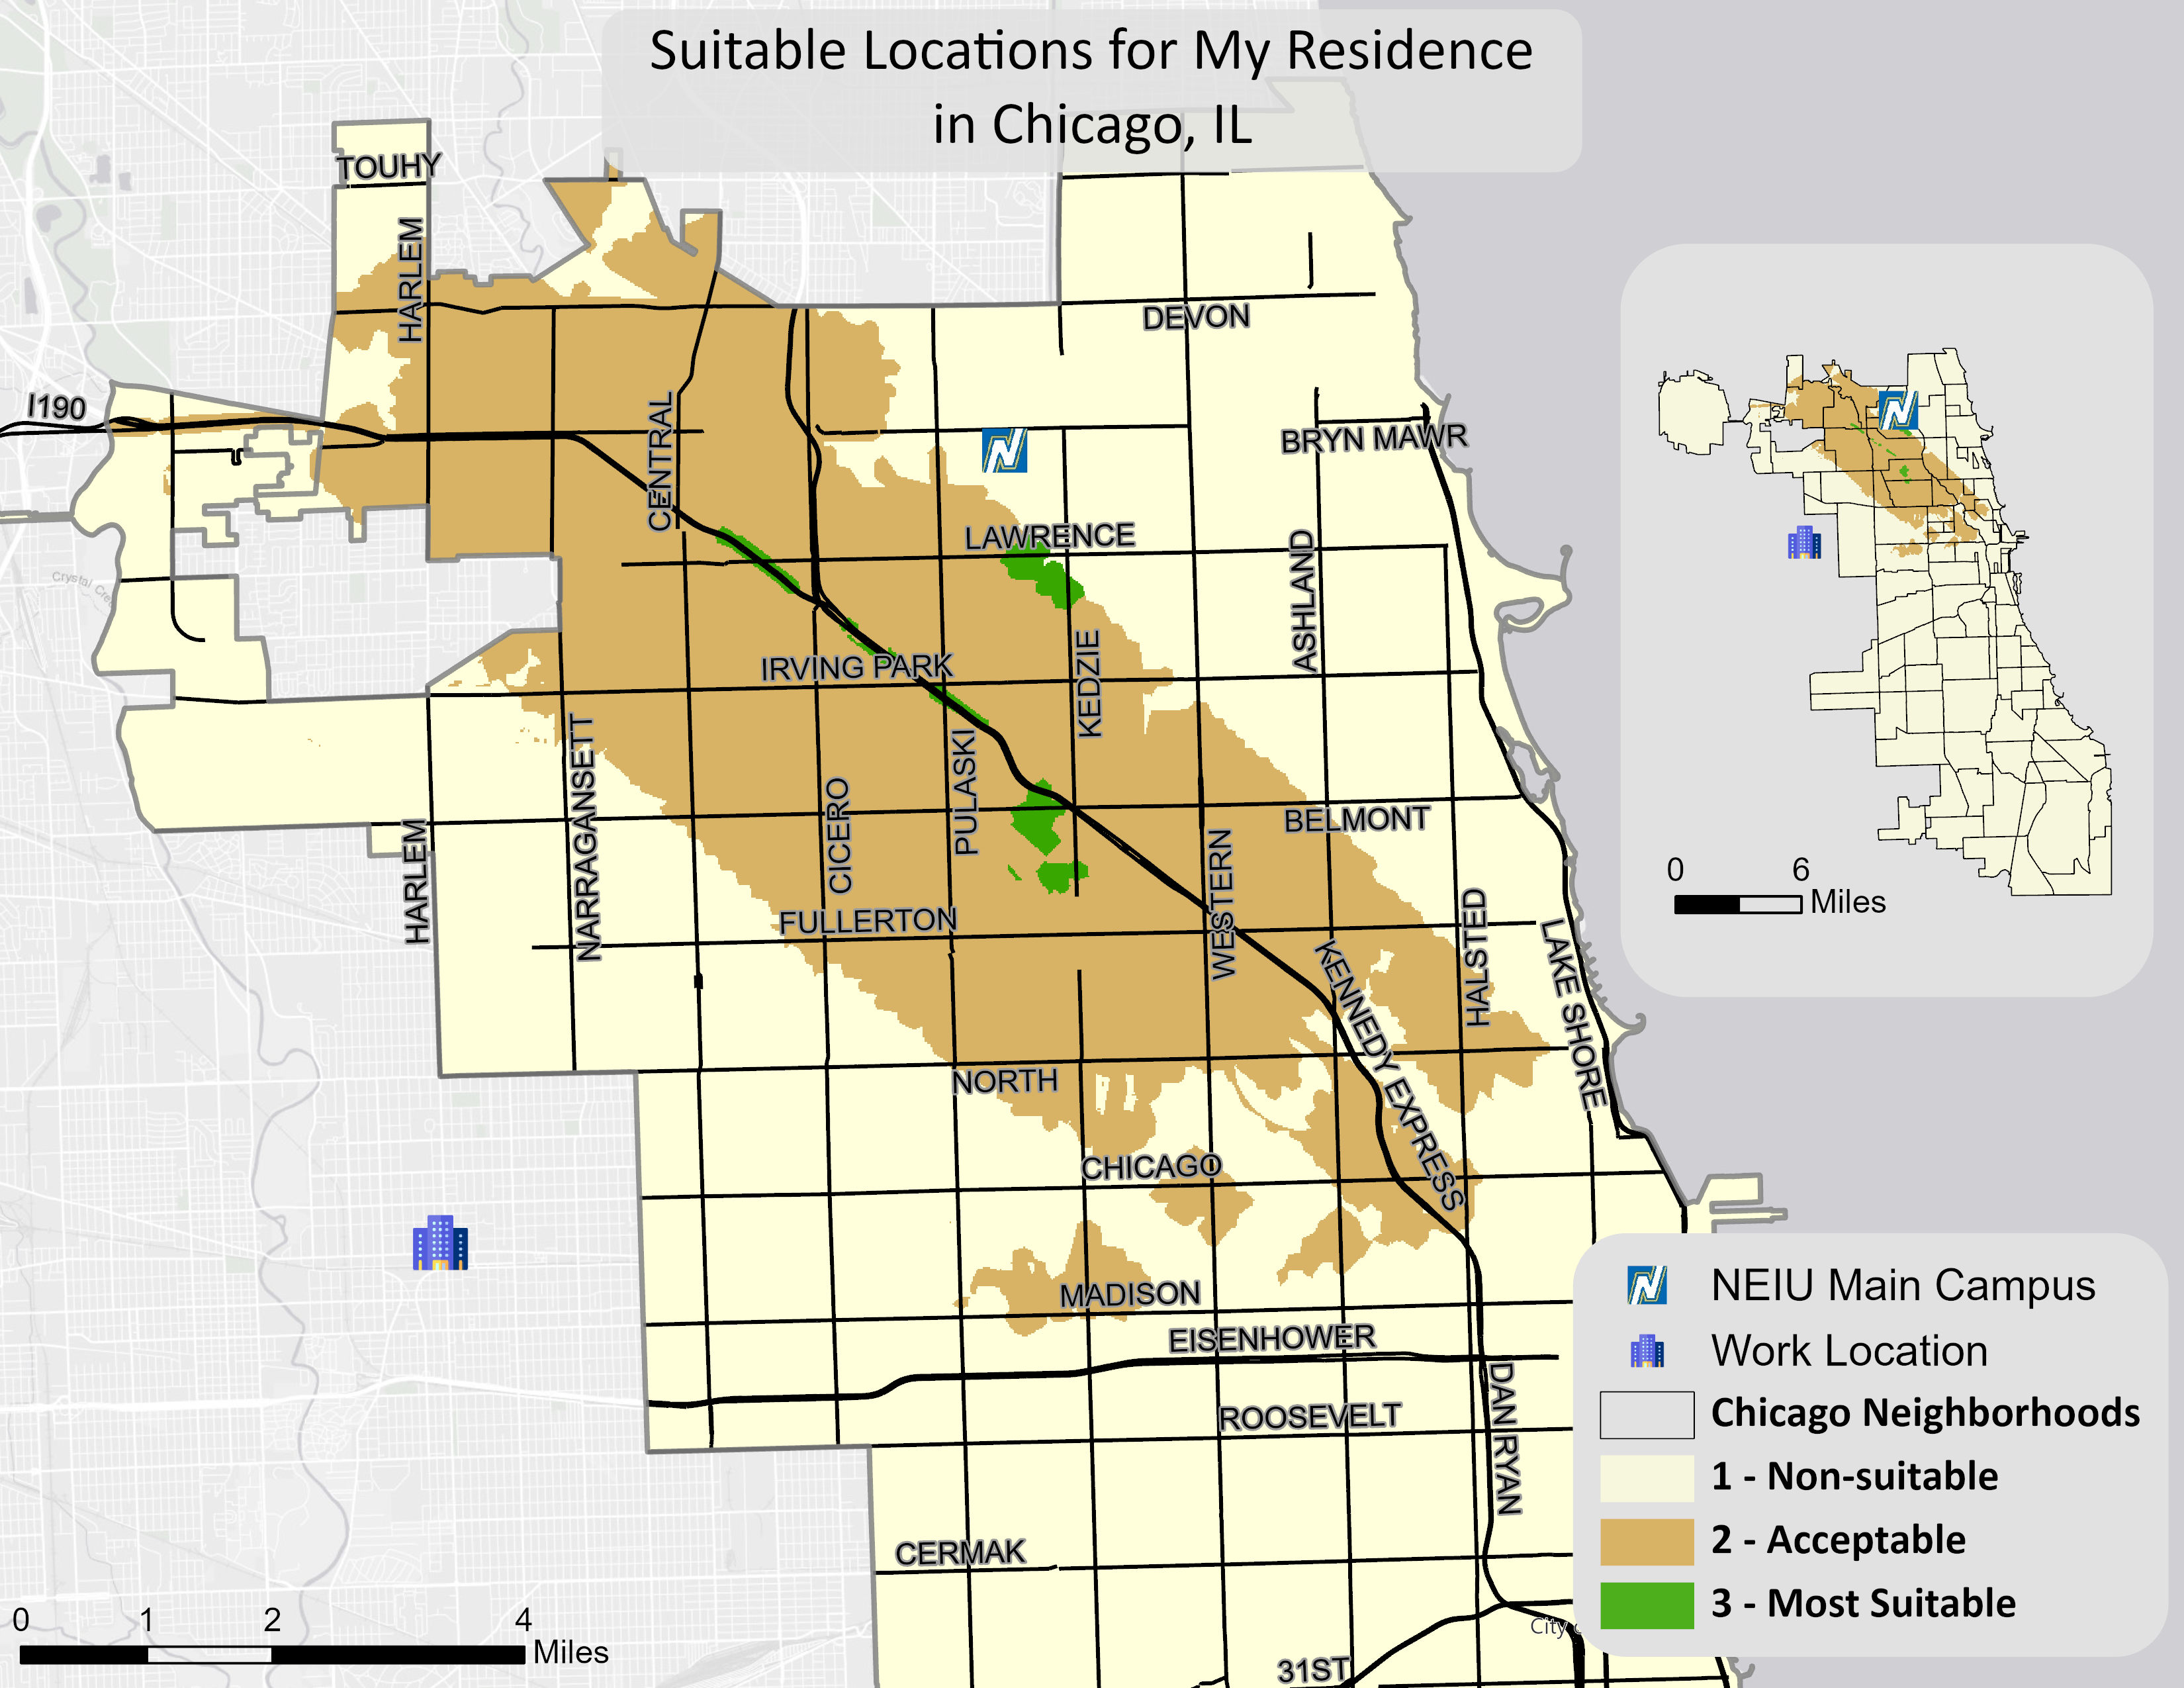 Suitable Locations for My Residence
in Chicago, IL
TOUHY
HARLEM
DEVON
I190
CENTRAL
BRYN MAWR
LAWRENCE
ASHLAND
Crystal Cre
IRVING PARK
KEDZIE
NARRAGANSETT
CICERO
PULASKI
BELMONT
HARLEM
WESTERN
FULLERTON
HALSTED
LAKE SHORE
KENNEDY EXPRESS
NORTH
CHICAGO
MADISON
EISENHOWER
ROOSEVELT
DAN RYAN
CERMAK
31ST
City
0 6
Miles
NEIU Main Campus
Work Location
Chicago Neighborhoods
1 - Non-suitable
2 - Acceptable
3 - Most Suitable
0 1 2 4
Miles